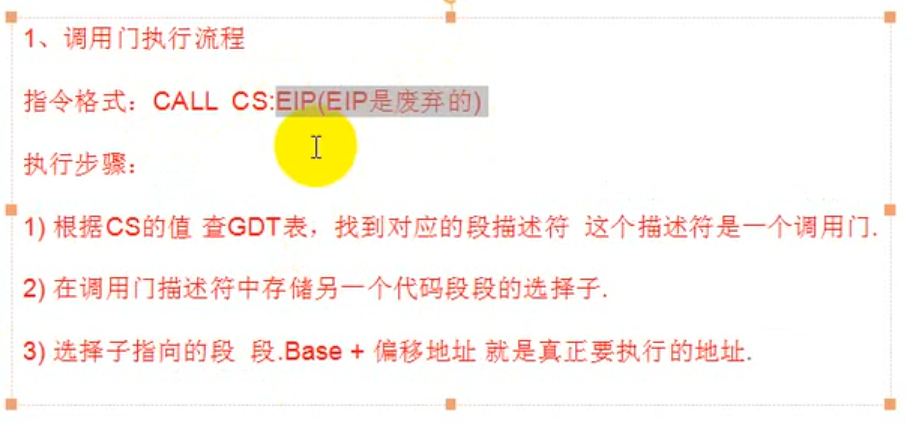 1、调用门执行流程
指令格式：CALL CS:EIP(EIP是废弃的)
执行步骤：
1) 根据CS的值 查GDT表，找到对应的段描述符 这个描述符是一个调用门.
2) 在调用门描述符中存储另一个代码段段的选择子.
3) 选择子指向的段 段.Base + 偏移地址 就是真正要执行的地址.